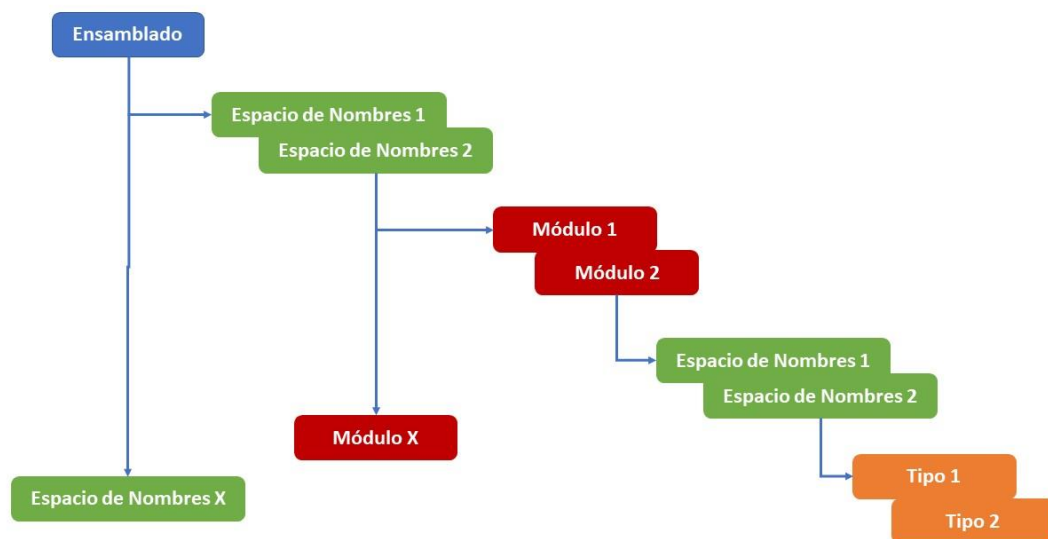 Ensamblado
Espacio de Nombres 1
Espacio de Nombres 2
Módulo 1
Módulo 2
Espacio de Nombres 1
Espacio de Nombres 2
Módulo X
Tipo 1
Espacio de Nombres X
Tipo 2